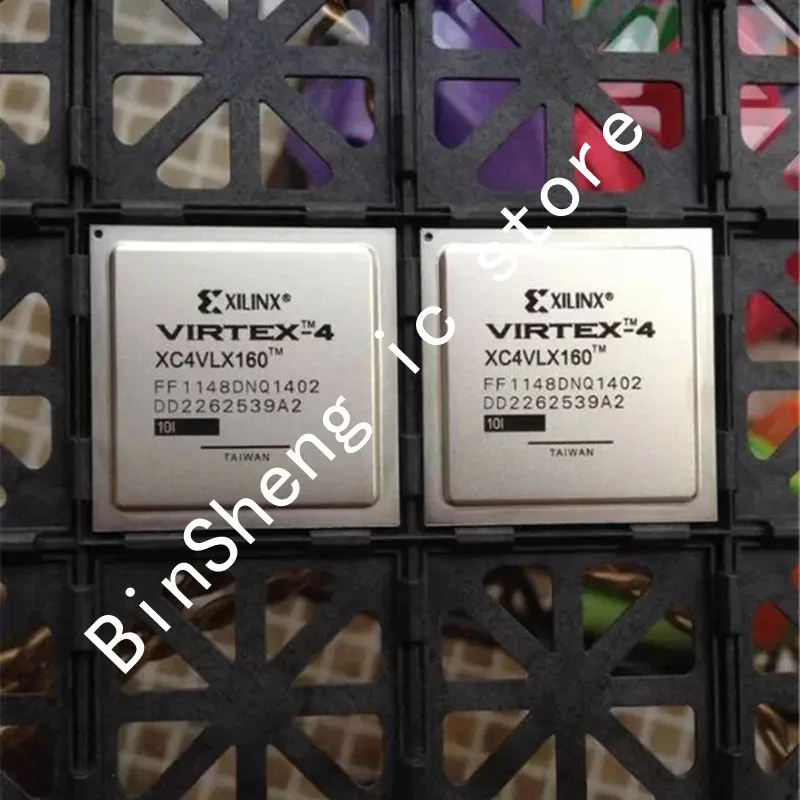 XILINX®
VIRTEX™-4
XC4VLX160™
FF1148DNQ1402
DD2262539A2
10I
TAIWAN
XILINX®
VIRTEX™-4
XC4VLX160™
FF1148DNQ1402
DD2262539A2
10I
TAIWAN
BinSheng ic store